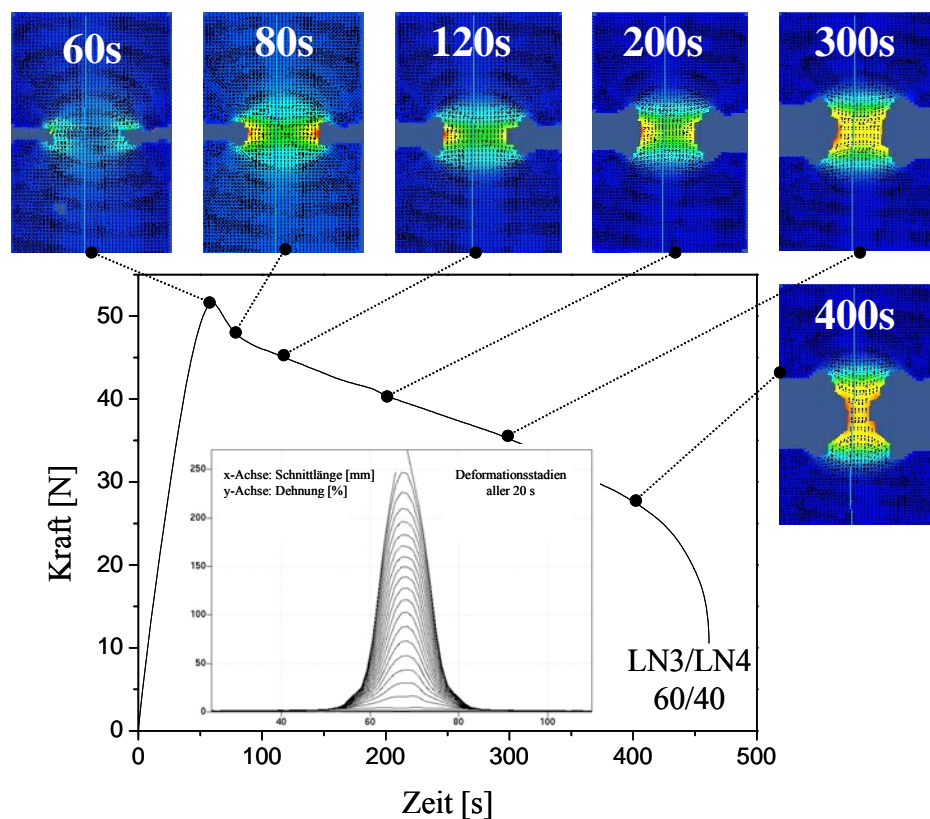 60s
80s
120s
200s
300s
400s
50
40
30
20
10
0
Kraft [N]
250
200
150
100
50
0
x-Achse: Schnittlänge [mm]
y-Achse: Dehnung [%]
Deformationsstadien
aller 20 s
40
60
80
100
LN3/LN4
60/40
0
100
200
300
400
500
Zeit [s]